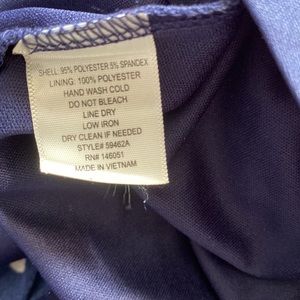 SHELL: 95% POLYESTER 5% SPANDEX
LINING: 100% POLYESTER
HAND WASH COLD
DO NOT BLEACH
LINE DRY
LOW IRON
DRY CLEAN IF NEEDED
STYLE# 59462A
RN# 146051
MADE IN VIETNAM